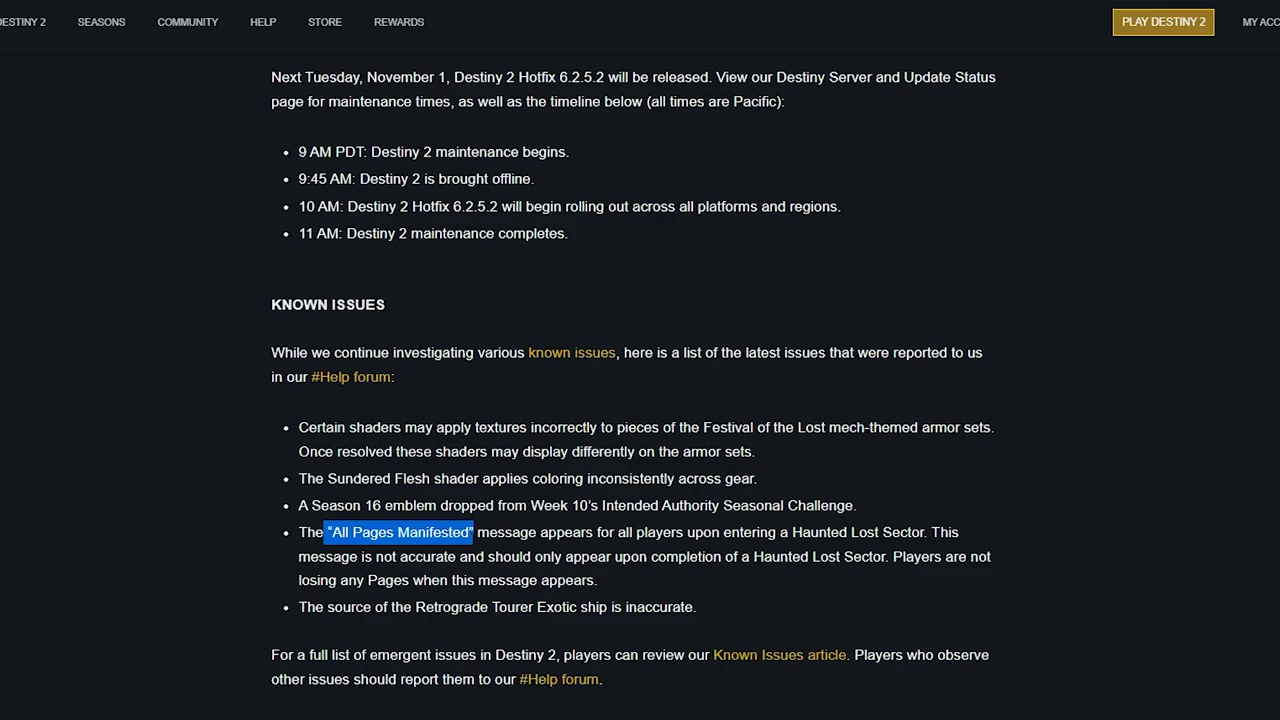 DESTINY 2 SEASONS COMMUNITY HELP STORE REWARDS PLAY DESTINY 2 MY ACC
Next Tuesday, November 1, Destiny 2 Hotfix 6.2.5.2 will be released. View our Destiny Server and Update Status
page for maintenance times, as well as the timeline below (all times are Pacific):
• 9 AM PDT: Destiny 2 maintenance begins.
• 9:45 AM: Destiny 2 is brought offline.
• 10 AM: Destiny 2 Hotfix 6.2.5.2 will begin rolling out across all platforms and regions.
• 11 AM: Destiny 2 maintenance completes.
KNOWN ISSUES
While we continue investigating various known issues, here is a list of the latest issues that were reported to us
in our #Help forum:
• Certain shaders may apply textures incorrectly to pieces of the Festival of the Lost mech-themed armor sets.
Once resolved these shaders may display differently on the armor sets.
• The Sundered Flesh shader applies coloring inconsistently across gear.
• A Season 16 emblem dropped from Week 10’s Intended Authority Seasonal Challenge.
• The “All Pages Manifested” message appears for all players upon entering a Haunted Lost Sector. This
message is not accurate and should only appear upon completion of a Haunted Lost Sector. Players are not
losing any Pages when this message appears.
• The source of the Retrograde Tourer Exotic ship is inaccurate.
For a full list of emergent issues in Destiny 2, players can review our Known Issues article. Players who observe
other issues should report them to our #Help forum.